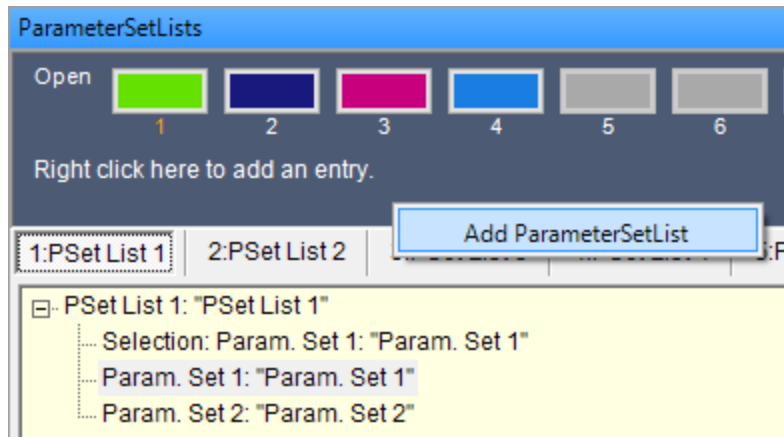 ParameterSetLists
Open
1 2 3 4 5 6
Right click here to add an entry.
Add ParameterSetList
1:PSet List 1 2:PSet List 2
PSet List 1: "PSet List 1"
Selection: Param. Set 1: "Param. Set 1"
Param. Set 1: "Param. Set 1"
Param. Set 2: "Param. Set 2"